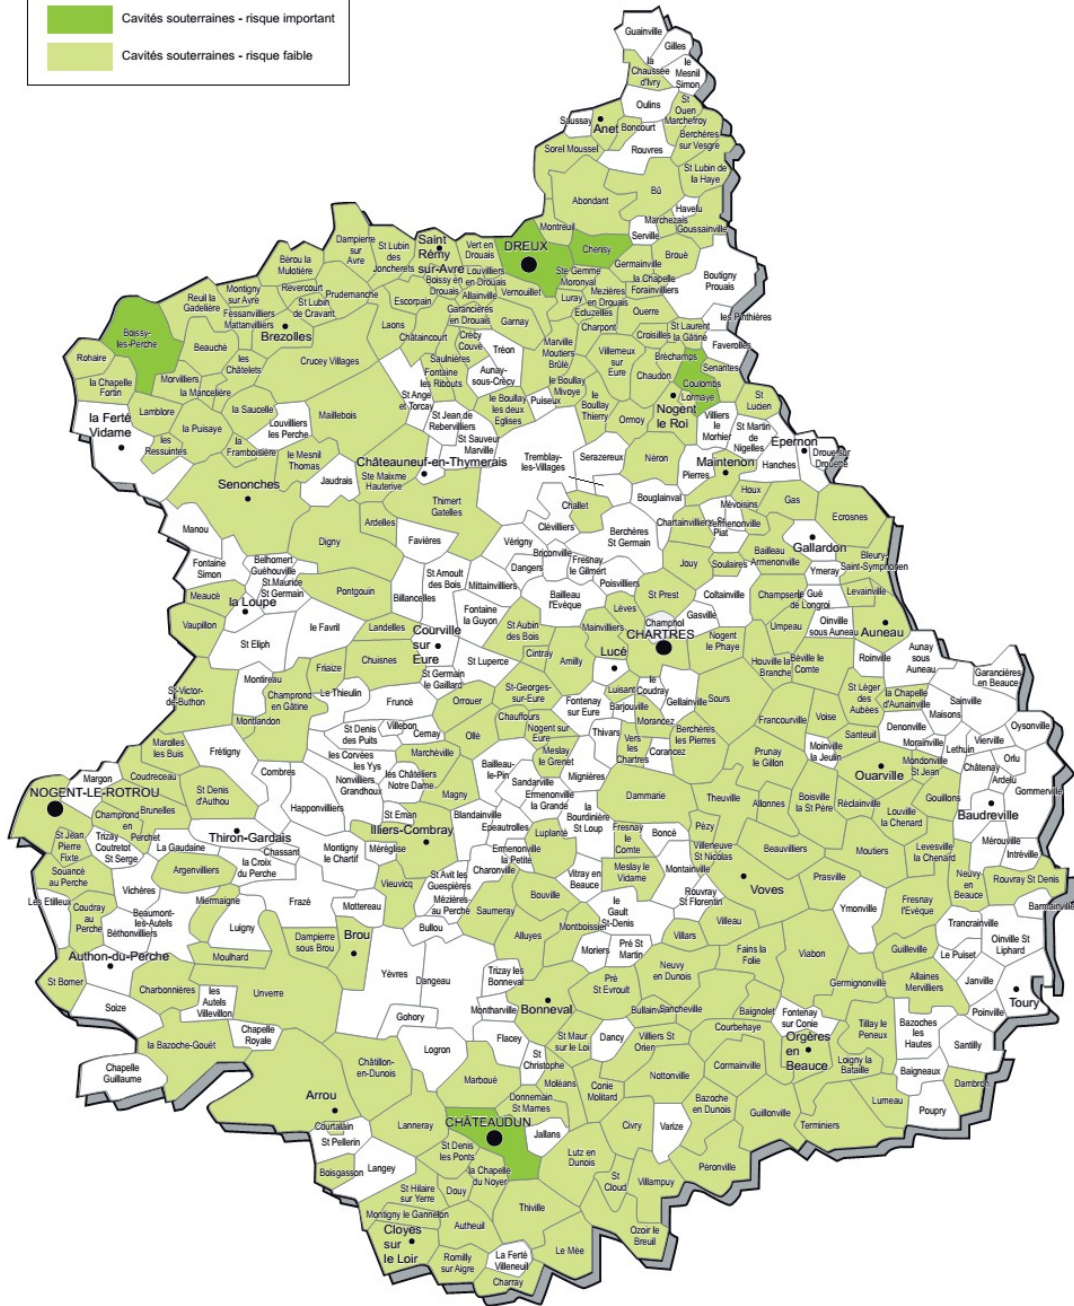 Cavités souterraines - risque important
Cavités souterraines - risque faible
Guainville
Gilles
la
Chaussée
d'Ivry
le
Mesnil
Simon
Oulins
St
Ouen
Marchefroy
Saussay
Anet
Boncourt
Berchères
sur Vesgre
Sorel Moussel
Rouvres
St Lubin de
la Haye
Bû
Abondant
Havelu
Marchezais
Goussainville
Montreuil
Serville
DREUX
Cherisy
Germainville
Broué
Boutigny
Prouais
Dampierre
sur
Avre
St Lubin
des
Joncherets
Saint
Rémy
sur-Avre
Vert en
Drouais
Louvilliers
en Drouais
Boissy en
Drouais
Allainville
Vernouillet
Ste Gemme
Moronval
Luray
Mezières
en Drouais
la Chapelle
Forainvilliers
Ecluzelles
Ouerre
Charpont
Bérou la
Mulotière
Revercourt
Montigny
sur Avre
Reuil la
Gadelière
St Lubin
de Cravant
Prudemanche
Escorpain
Garancières
en Drouais
Garnay
Fessanvilliers
Mattanvilliers
Brezolles
Laons
Châtaincourt
Crécy
Couvé
Tréon
Saulnières
Fontaine
les Ribouts
Aunay-
sous-Crécy
Marville
Moutiers
Brûlé
Villemeux
sur
Eure
Croisilles
St Laurent
la Gâtine
les Pinthières
Faverolles
Bréchamps
Senantes
Chaudon
Coulombs
Lormaye
Nogent
le Roi
St
Lucien
Boissy-
les-Perche
Rohaire
Beauche
les
Châtelets
Crucey Villages
la Chapelle
Fortin
Morvilliers
la Mancelière
Lamblore
la Ferté
Vidame
la Saucelle
la Puisaye
Louvilliers
les Perche
Maillebois
St Ange
et Torcay
St Jean de
Rebervilliers
le Boullay
les deux
Eglises
le Boullay
Mivoye
Puiseux
le
Boullay
Thierry
Ormoy
Villiers
le
Morhier
St Martin
de
Nigelles
Epernon
Droue sur
Drouette
Hanches
les
Ressuintes
la
Framboisière
le Mesnil
Thomas
St Sauveur
Marville
Châteauneuf-en-Thymerais
Tremblay-
les-Villages
Serazereux
Néron
Maintenon
Pierres
Senonches
Jaudrais
Ste Maixme
Hauterive
Thimert
Gatelles
Challet
Bouglainval
Houx
Mévoisins
Gas
Ecrosnes
Manou
Ardelles
Digny
Favières
Clévilliers
Vérigny
Berchères
St Germain
Chartainvilliers
St
Piat
Yermenonville
Gallardon
Bleury-
Saint-Symphorien
Fontaine
Simon
Belhomert
Guéhouville
St Maurice
St Germain
Pontgouin
St Arnoult
des Bois
Mittainvilliers
Briconville
Dangers
Fresnay
le Gilmert
Poisvilliers
Jouy
Soulaires
Bailleau
Armenonville
Ymeray
Meaucé
la Loupe
Billancelles
Fontaine
la Guyon
Bailleau
l'Evêque
St Prest
Coltainville
Champseru
le Gué
de Longroi
Levainville
Vaupillon
St Eliph
le Favril
Landelles
Courville
sur
Eure
St Aubin
des Bois
Mainvilliers
Lèves
Champhol
Gasville
CHARTRES
Nogent
le Phaye
Umpeau
Oinville
sous Auneau
Auneau
Aunay
sous
Auneau
Montireau
Friaize
Chuisnes
St Germain
le Gaillard
St Luperce
Cintray
Amilly
Lucé
Houville la
Branche
Béville le
Comte
Roinville
Garancières
en Beauce
St-Victor-
de-Buthon
Champrond
en Gâtine
Le Thieulin
Fruncé
Orrouer
St-Georges-
sur-Eure
Luisant
le
Coudray
Gellainville
Sours
St Léger
des
Aubées
la Chapelle
d'Aunainville
Sainville
Maisons
Oysonville
Montlandon
St Denis
des Puits
Villebon
Cernay
Chauffours
Fontenay
sur Eure
Barjouville
Morancez
Francourville
Voise
Denonville
Marolles
les Buis
Frétigny
les Corvées
les Yys
Marchéville
Ollé
Nogent sur
Eure
Thivars
Vers
les
Chartres
Corancez
Berchères
les Pierres
Prunay
le Gillon
Moinville
la Jeulin
Santeuil
Morainville
Mondonville
St Jean
Lethuin
Vierville
Châtenay
Orlu
Ardelu
Gommerville
Margon
NOGENT-LE-ROTROU
Coudreceau
Combres
Nonvilliers
Grandhoux
les Châteliers
Notre Dame
Bailleau-
le-Pin
Meslay
le Grenet
Sandarville
Mignières
Ouarville
Champrond
en
Perchet
Brunelles
St Denis
d'Authou
Happonvilliers
Magny
Blandainville
Ermenonville
la Grande
la
Bourdinière
St Loup
Dammarie
Theuville
Allonnes
Boisville
la St Père
Réclainville
Louville
la Chenard
Gouillons
Baudreville
St Jean
Pierre
Fixte
Trizay
Coutretot
St Serge
La Gaudaine
Thiron-Gardais
St Eman
Illiers-Combray
Epeautrolles
Luplanté
Fresnay
le
Comte
Boncé
Pézy
Mérouville
Intréville
Souancé
au Perche
Argenvilliers
Chassant
la Croix
du Perche
Montigny
le Chartif
Méréglise
Ermenonville
la Petite
Charonville
Meslay le
Vidame
Montainville
Villeneuve
St Nicolas
Beauvilliers
Moutiers
Levesville
la Chenard
Les Etilleux
Vichères
Vieuvicq
St Avit les
Guespières
Vitray en
Beauce
Rouvray
St Florentin
Voves
Prasville
Neuvy
en
Beauce
Rouvray St Denis
Barmainville
Coudray
au
Perche
Beaumont-
les-Autels
Béthonvilliers
Miermaigne
Frazé
Mottereau
Mézières
au Perche
Saumeray
Bouville
le
Gault
St-Denis
Ymonville
Fresnay
l'Evêque
Trancrainville
Luigny
Dampierre
sous Brou
Brou
Bullou
Alluyes
Montboissier
Moriers
Pré St
Martin
Villars
Villeau
Fains la
Folie
Viabon
Guilleville
Le Puiset
Oinville St
Liphard
Authon-du-Perche
Moulhard
Yèvres
Dangeau
Trizay les
Bonneval
Pré
St Evroult
Neuvy
en Dunois
Germignonville
Allaines
Mervilliers
Janville
Toury
St Bomer
Charbonnières
les
Autels
Villevillon
Unverre
Montharville
Bonneval
Bullainville
Sancheville
Baignolet
Fontenay
sur Conie
Poinville
Soize
Gohory
Flacey
St Maur
sur le Loir
Dancy
Villiers St
Orien
Courbehaye
Orgères
en
Beauce
Tillay le
Peneux
Bazoches
les
Hautes
Santilly
la Bazoche-Gouët
Chapelle
Royale
Logron
St
Christophe
Loigny la
Bataille
Baigneaux
Chapelle
Guillaume
Châtillon-
en-Dunois
Marboué
Moléans
Conie
Molitard
Nottonville
Cormainville
Dambron
Arrou
Donnemain
St Mames
Bazoche
en Dunois
Guillonville
Lumeau
Poupry
Courtalain
Lanneray
CHÂTEAUDUN
Jallans
Civry
Varize
Terminiers
St Pellerin
St Denis
les Ponts
Lutz en
Dunois
Boisgasson
Langey
la Chapelle
du Noyer
Péronville
St Hilaire
sur Yerre
Douy
St
Cloud
Villampuy
Montigny le Gannelon
Thiville
Autheuil
Cloyes
sur
le Loir
Ozoir le
Breuil
Romilly
sur Aigre
La Ferté
Villeneuil
Le Mée
Charray